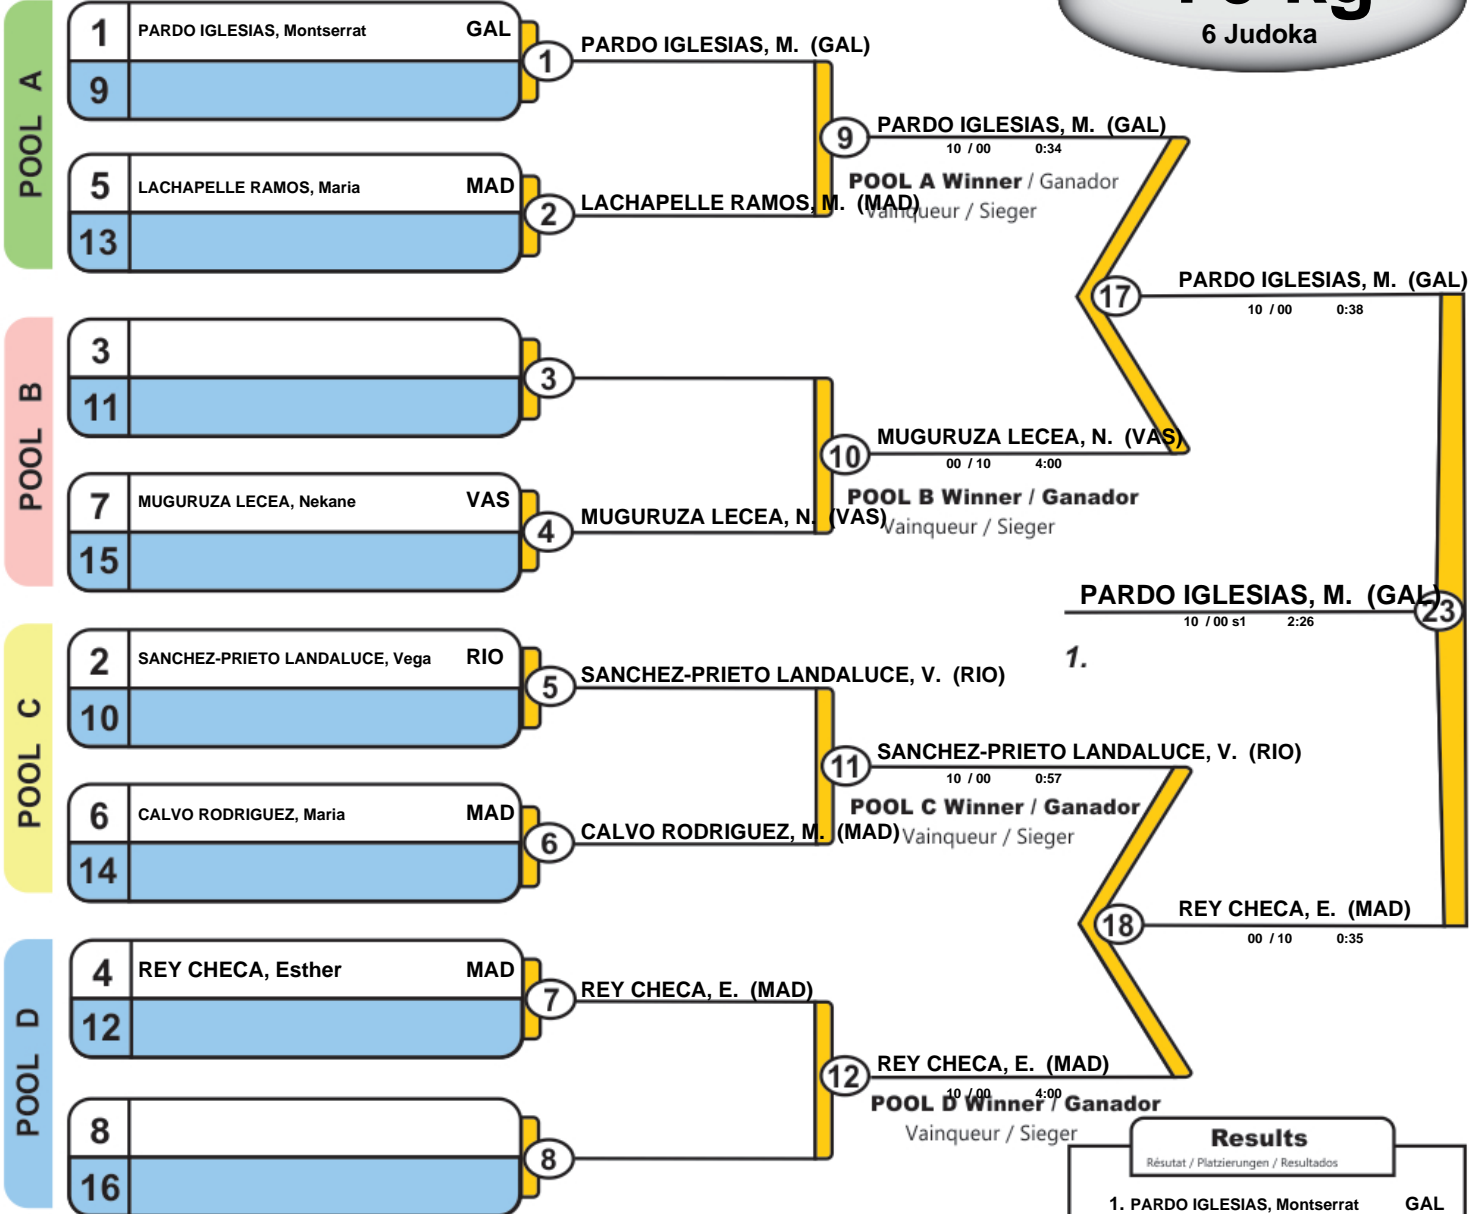 6 Judoka
POOL A
1 PARDO IGLESIAS, Montserrat GAL
9
1
PARDO IGLESIAS, M. (GAL)
5 LACHAPELLE RAMOS, Maria MAD
13
2
LACHAPELLE RAMOS, M. (MAD)
9
PARDO IGLESIAS, M. (GAL)
10 / 00 0:34
POOL A Winner / Ganador
Vainqueur / Sieger
POOL B
3
11
3
7 MUGURUZA LECEA, Nekane VAS
15
4
MUGURUZA LECEA, N. (VAS)
10
MUGURUZA LECEA, N. (VAS)
00 / 10 4:00
POOL B Winner / Ganador
Vainqueur / Sieger
17
PARDO IGLESIAS, M. (GAL)
10 / 00 0:38
POOL C
2 SANCHEZ-PRIETO LANDALUCE, Vega RIO
10
5
SANCHEZ-PRIETO LANDALUCE, V. (RIO)
6 CALVO RODRIGUEZ, Maria MAD
14
6
CALVO RODRIGUEZ, M. (MAD)
11
SANCHEZ-PRIETO LANDALUCE, V. (RIO)
10 / 00 0:57
POOL C Winner / Ganador
Vainqueur / Sieger
POOL D
4 REY CHECA, Esther MAD
12
7
REY CHECA, E. (MAD)
8
16
8
12
REY CHECA, E. (MAD)
10 / 00 4:00
POOL D Winner / Ganador
Vainqueur / Sieger
18
REY CHECA, E. (MAD)
00 / 10 0:35
PARDO IGLESIAS, M. (GAL)
23
10 / 00 s1 2:26
1.
Results
Résutat / Platzierungen / Resultados
1. PARDO IGLESIAS, Montserrat GAL